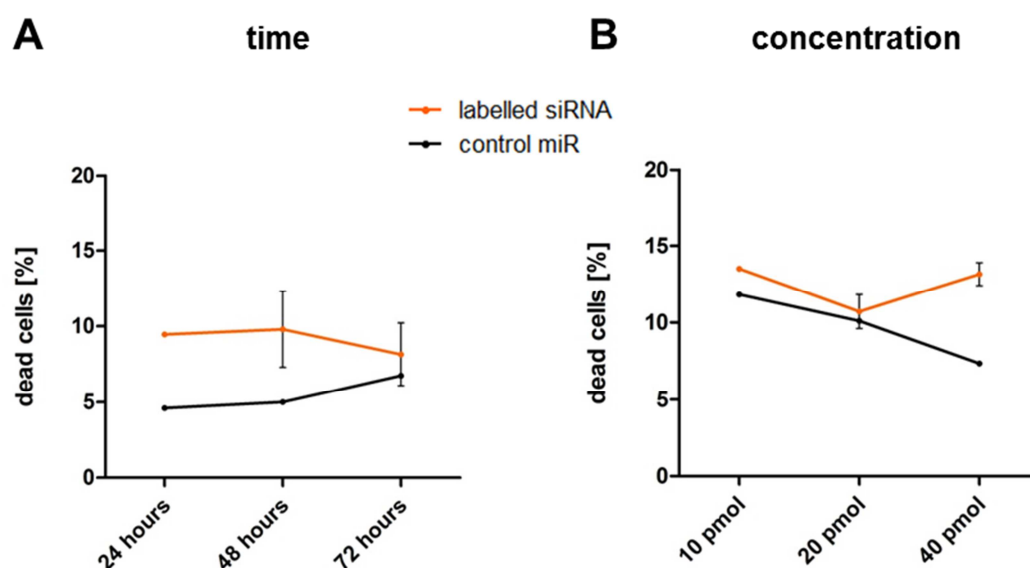 A
time
B
concentration
labelled siRNA
control miR
dead cells [%]
20
15
10
5
0
24 hours
48 hours
72 hours
dead cells [%]
20
15
10
5
0
10 pmol
20 pmol
40 pmol